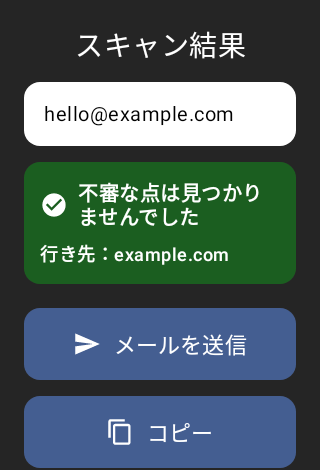 スキャン結果
hello@example.com
不審な点は見つかり
ませんでした
行き先：example.com
メールを送信
コピー